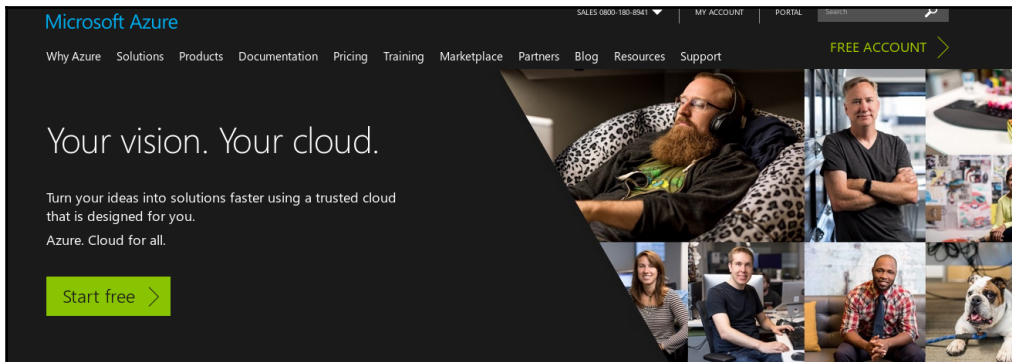 SALES 0800-180-8941
MY ACCOUNT
PORTAL
Search
Microsoft Azure
FREE ACCOUNT
Why Azure Solutions Products Documentation Pricing Training Marketplace Partners Blog Resources Support
Your vision. Your cloud.
Turn your ideas into solutions faster using a trusted cloud
that is designed for you.
Azure. Cloud for all.
Start free